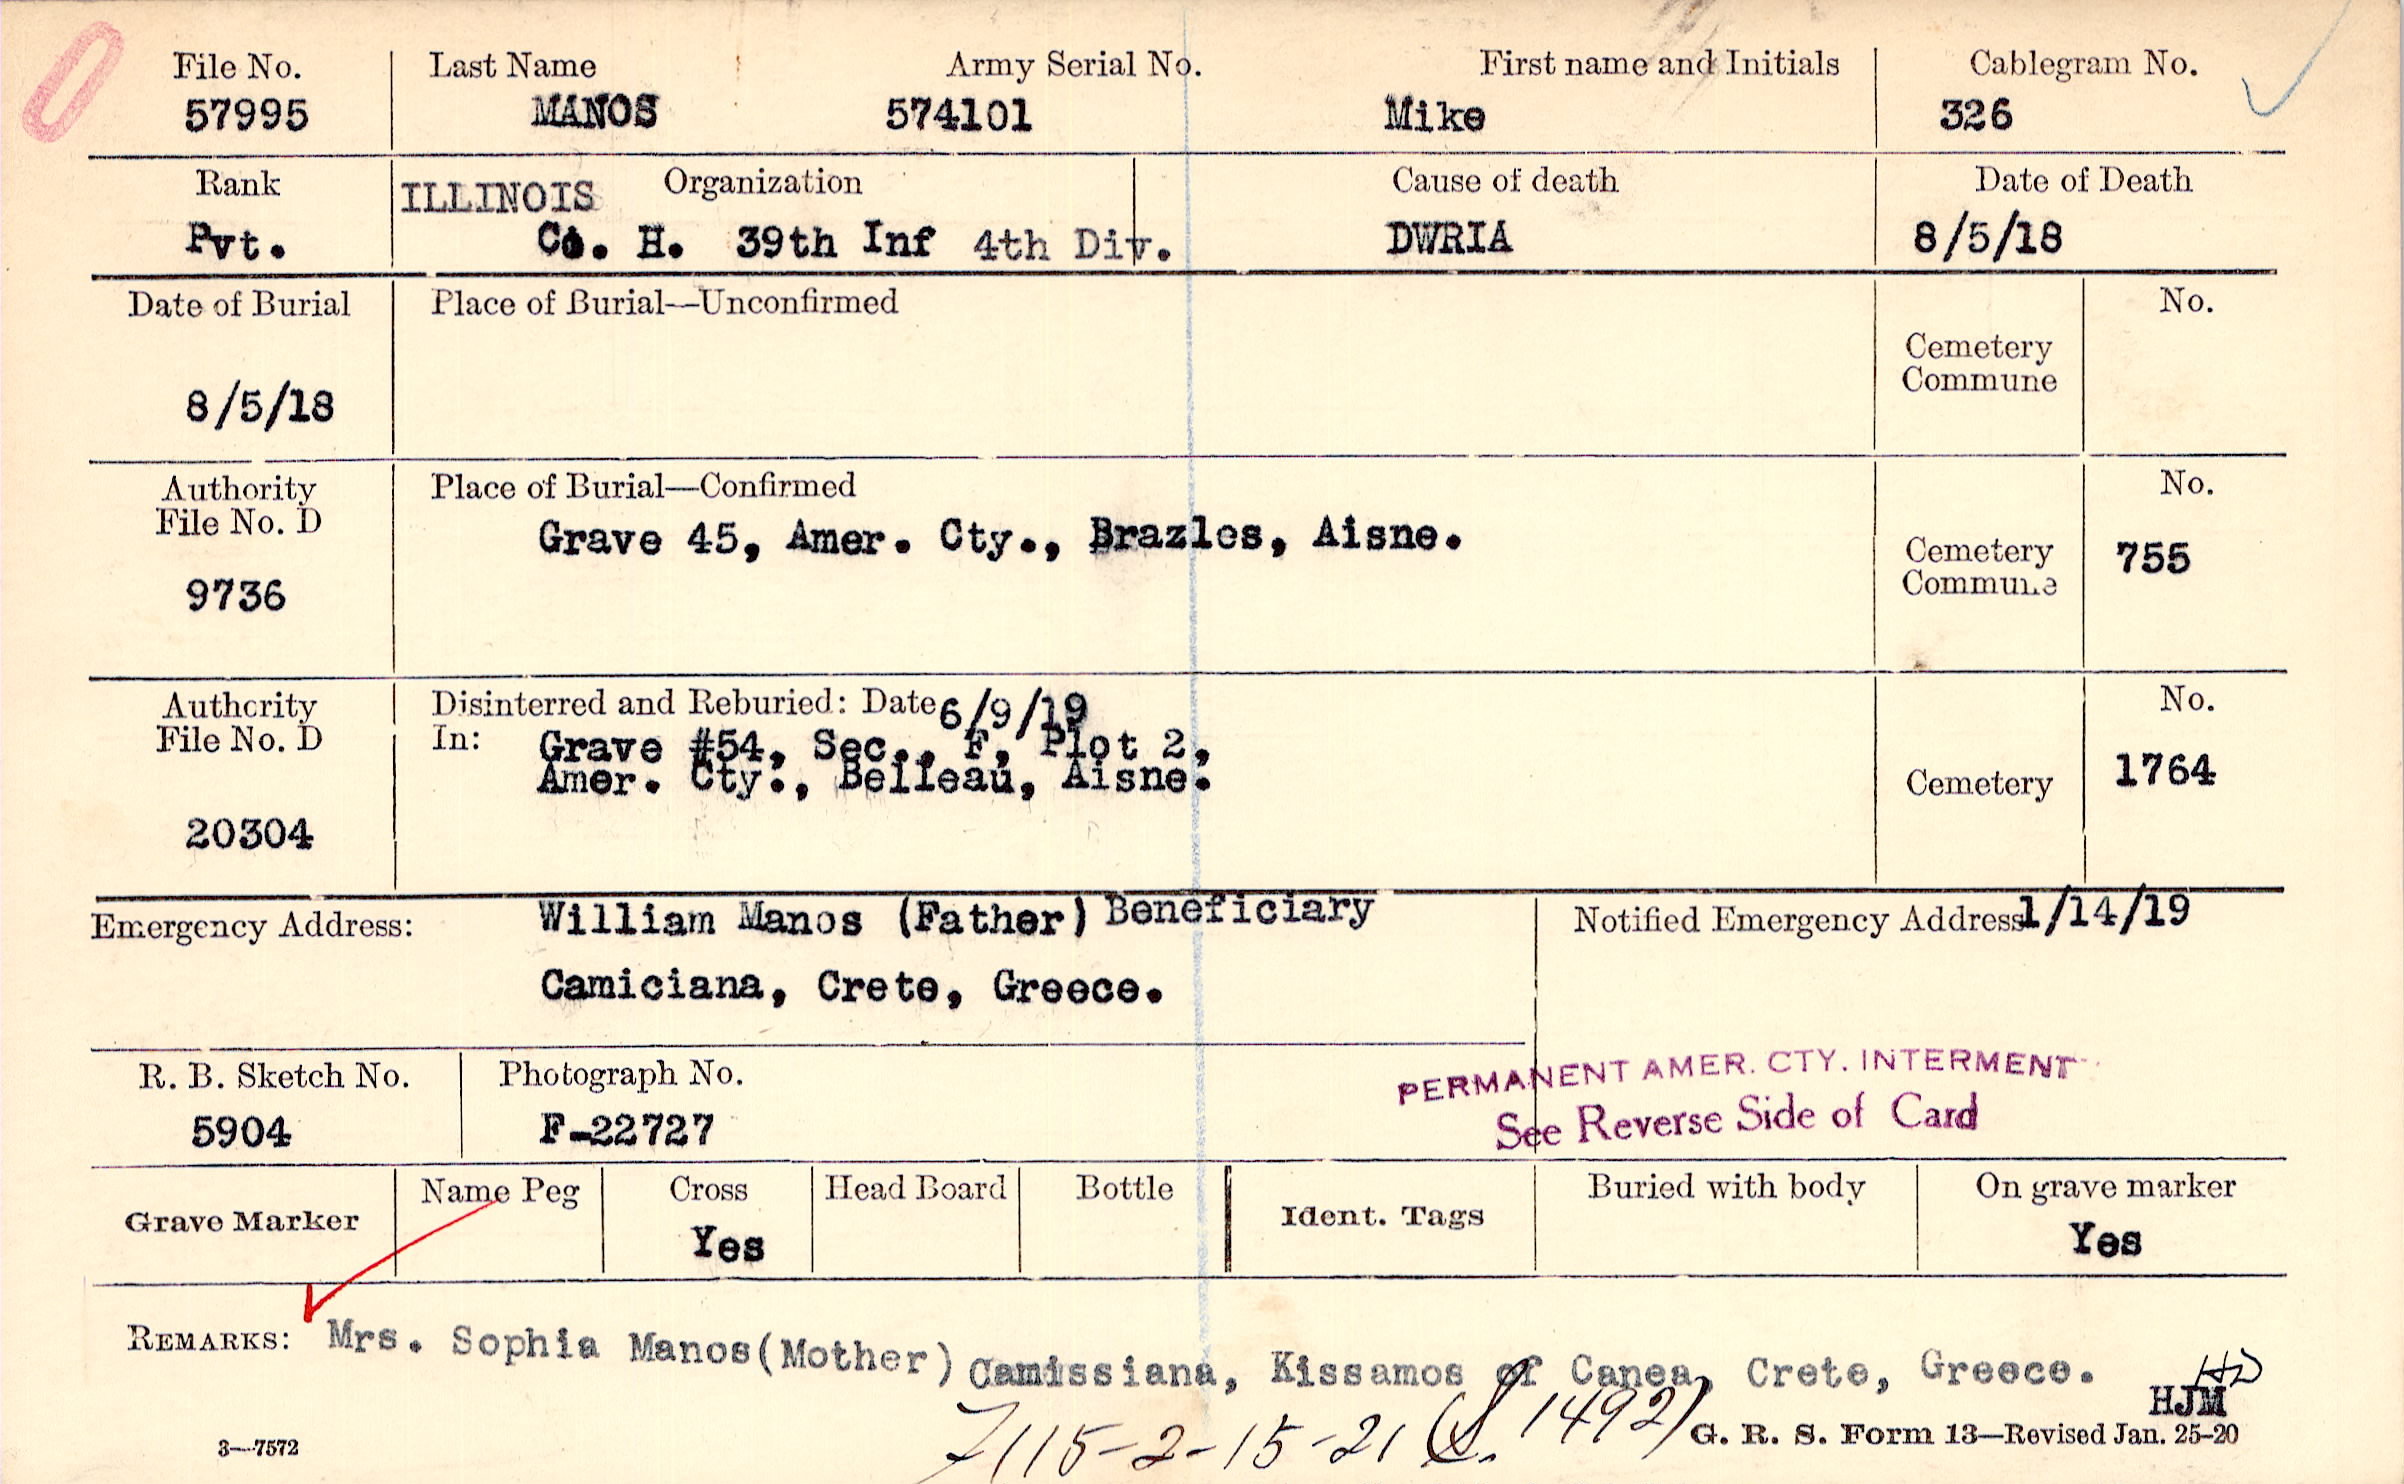 File No. Last Name Army Serial No. First name and Initials Cablegram No.
57995 MANOS 574101 Mike 326
Rank ILLINOIS Organization Cause of death Date of Death
Pvt. Co. H. 39th Inf 4th Div. DWRIA 8/5/18
Date of Burial Place of Burial—Unconfirmed No.
Cemetery
Commune
8/5/18
Authority Place of Burial—Confirmed No.
File No. D
Grave 45, Amer. Cty., Brazles, Aisne.
Cemetery 755
Commune
9736
Authority Disinterred and Reburied: Date 6/9/19 No.
File No. D In: Grave #54, Sec., F, Plot 2,
Amer. Cty., Belleau, Aisne.
Cemetery 1764
20304
Emergency Address: William Manos (Father) Beneficiary Notified Emergency Address 1/14/19
Camiciana, Crete, Greece.
R. B. Sketch No. Photograph No. PERMANENT AMER. CTY. INTERMENT
5904 F-22727 See Reverse Side of Card
Grave Marker Name Peg Cross Head Board Bottle Ident. Tags Buried with body On grave marker
Yes Yes
REMARKS: Mrs. Sophia Manos(Mother) Camissiana, Kissamos of Canea, Crete, Greece.
HJM
7115-2-15-21 1492)
3—7572 G. R. S. Form 13—Revised Jan. 25-20